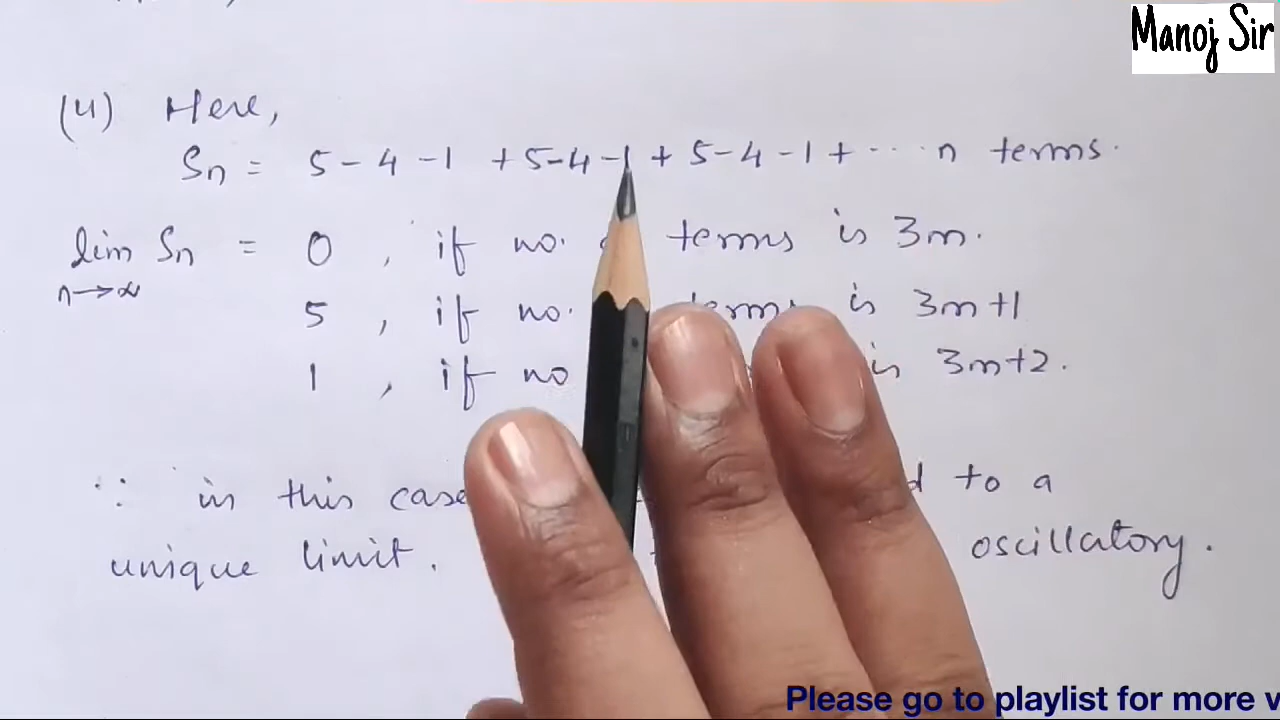 Manoj Sir
(4) Here,
Sn = 5 - 4 - 1 + 5 - 4 - 1 + 5 - 4 - 1 + ... n terms.
lim Sn = 0, if no. terms is 3m.
n→∞
5, if no. terms is 3m+1
1, if no is 3m+2.
∵ in this case to a
unique limit. oscillatory.
Please go to playlist for more